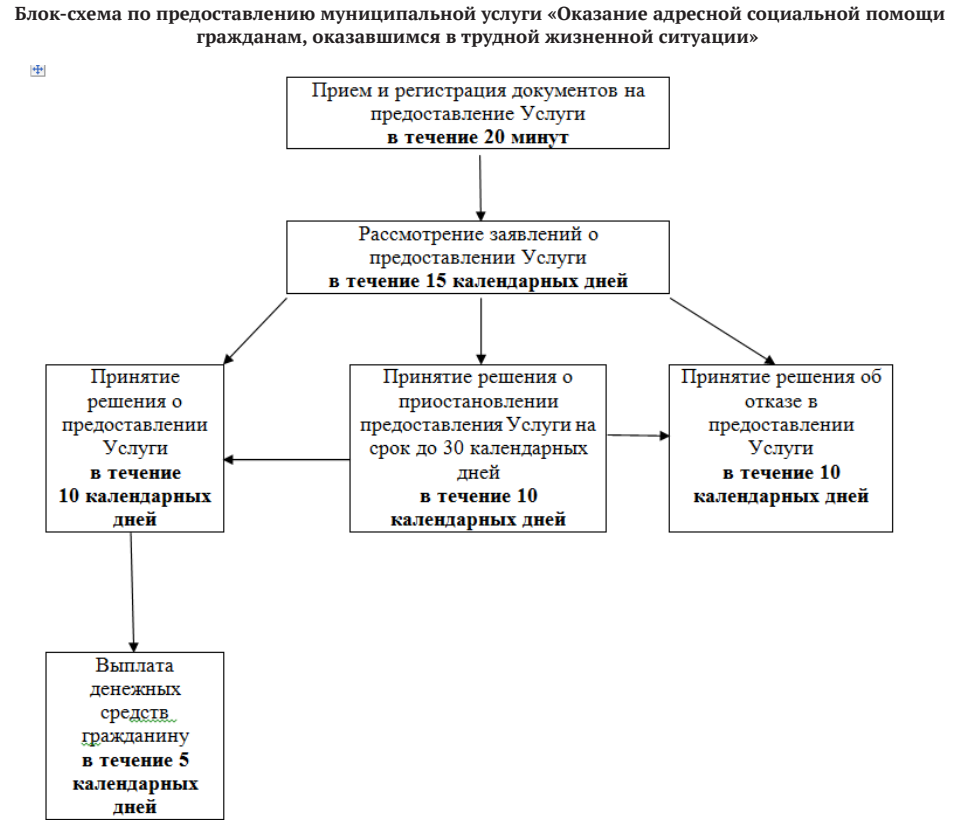 Блок-схема по предоставлению муниципальной услуги «Оказание адресной социальной помощи
гражданам, оказавшимся в трудной жизненной ситуации»
Прием и регистрация документов на
предоставление Услуги
в течение 20 минут
Рассмотрение заявлений о
предоставлении Услуги
в течение 15 календарных дней
Принятие
решения о
предоставлении
Услуги
в течение
10 календарных
дней
Принятие решения о
приостановлении
предоставления Услуги на
срок до 30 календарных
дней
в течение 10
календарных дней
Принятие решения об
отказе в
предоставлении
Услуги
в течение 10
календарных дней
Выплата
денежных
средств
гражданину
в течение 5
календарных
дней